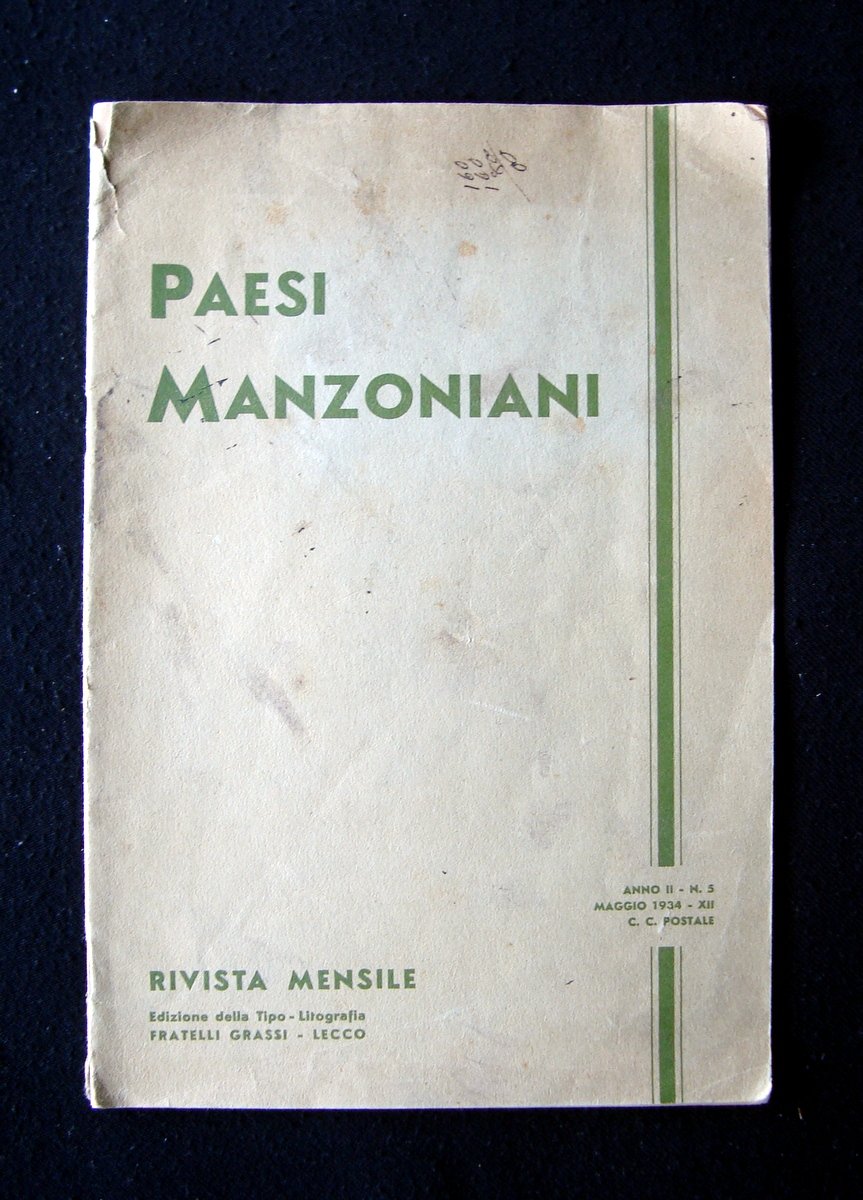 PAESI
MANZONIANI
ANNO II - N. 5
MAGGIO 1934 - XII
C. C. POSTALE
RIVISTA MENSILE
Edizione della Tipo-Litografia
FRATELLI GRASSI - LECCO